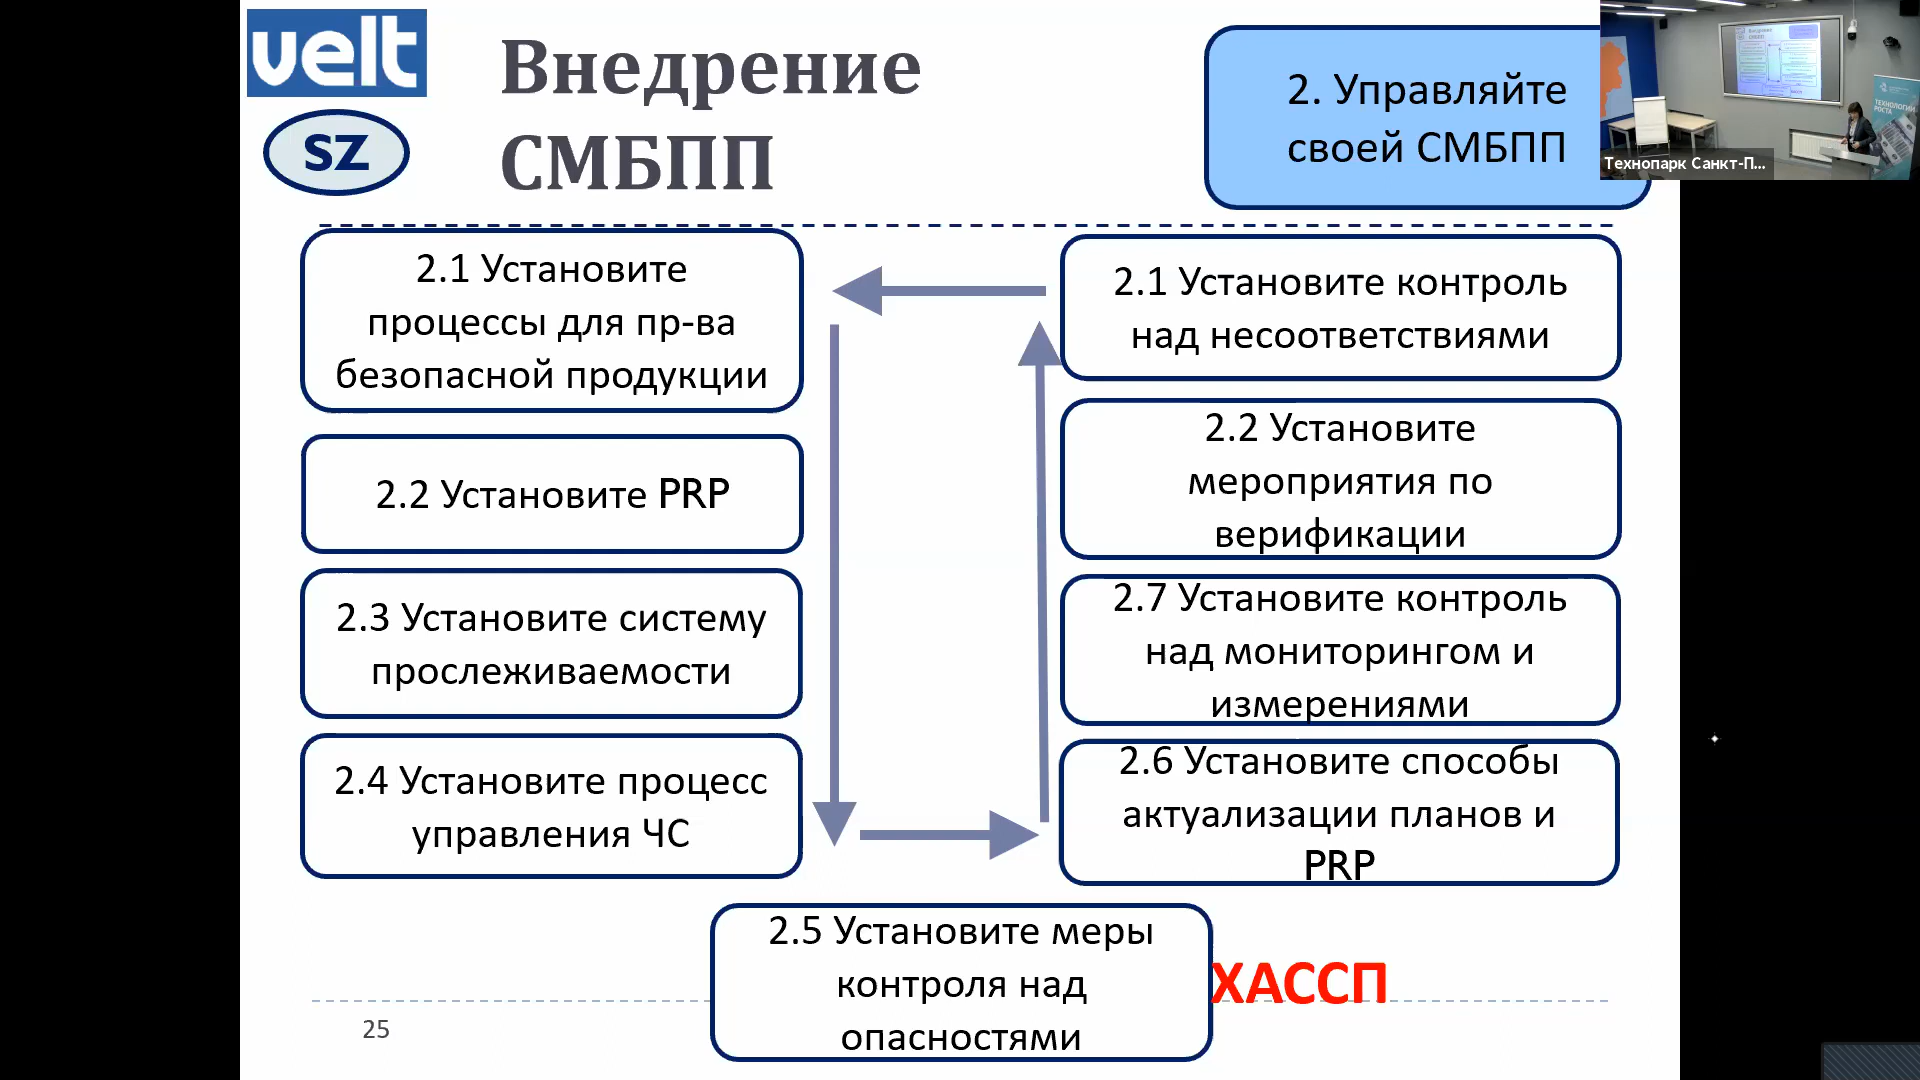 velt
SZ
Внедрение
СМБПП
2. Управляйте
своей СМБПП
Технопарк Санкт-П...
ТЕХНОЛОГИИ
РОСТА
2.1 Установите
процессы для пр-ва
безопасной продукции
2.2 Установите PRP
2.3 Установите систему
прослеживаемости
2.4 Установите процесс
управления ЧС
2.1 Установите контроль
над несоответствиями
2.2 Установите
мероприятия по
верификации
2.7 Установите контроль
над мониторингом и
измерениями
2.6 Установите способы
актуализации планов и
PRP
2.5 Установите меры
контроля над
опасностями
ХАССП
25